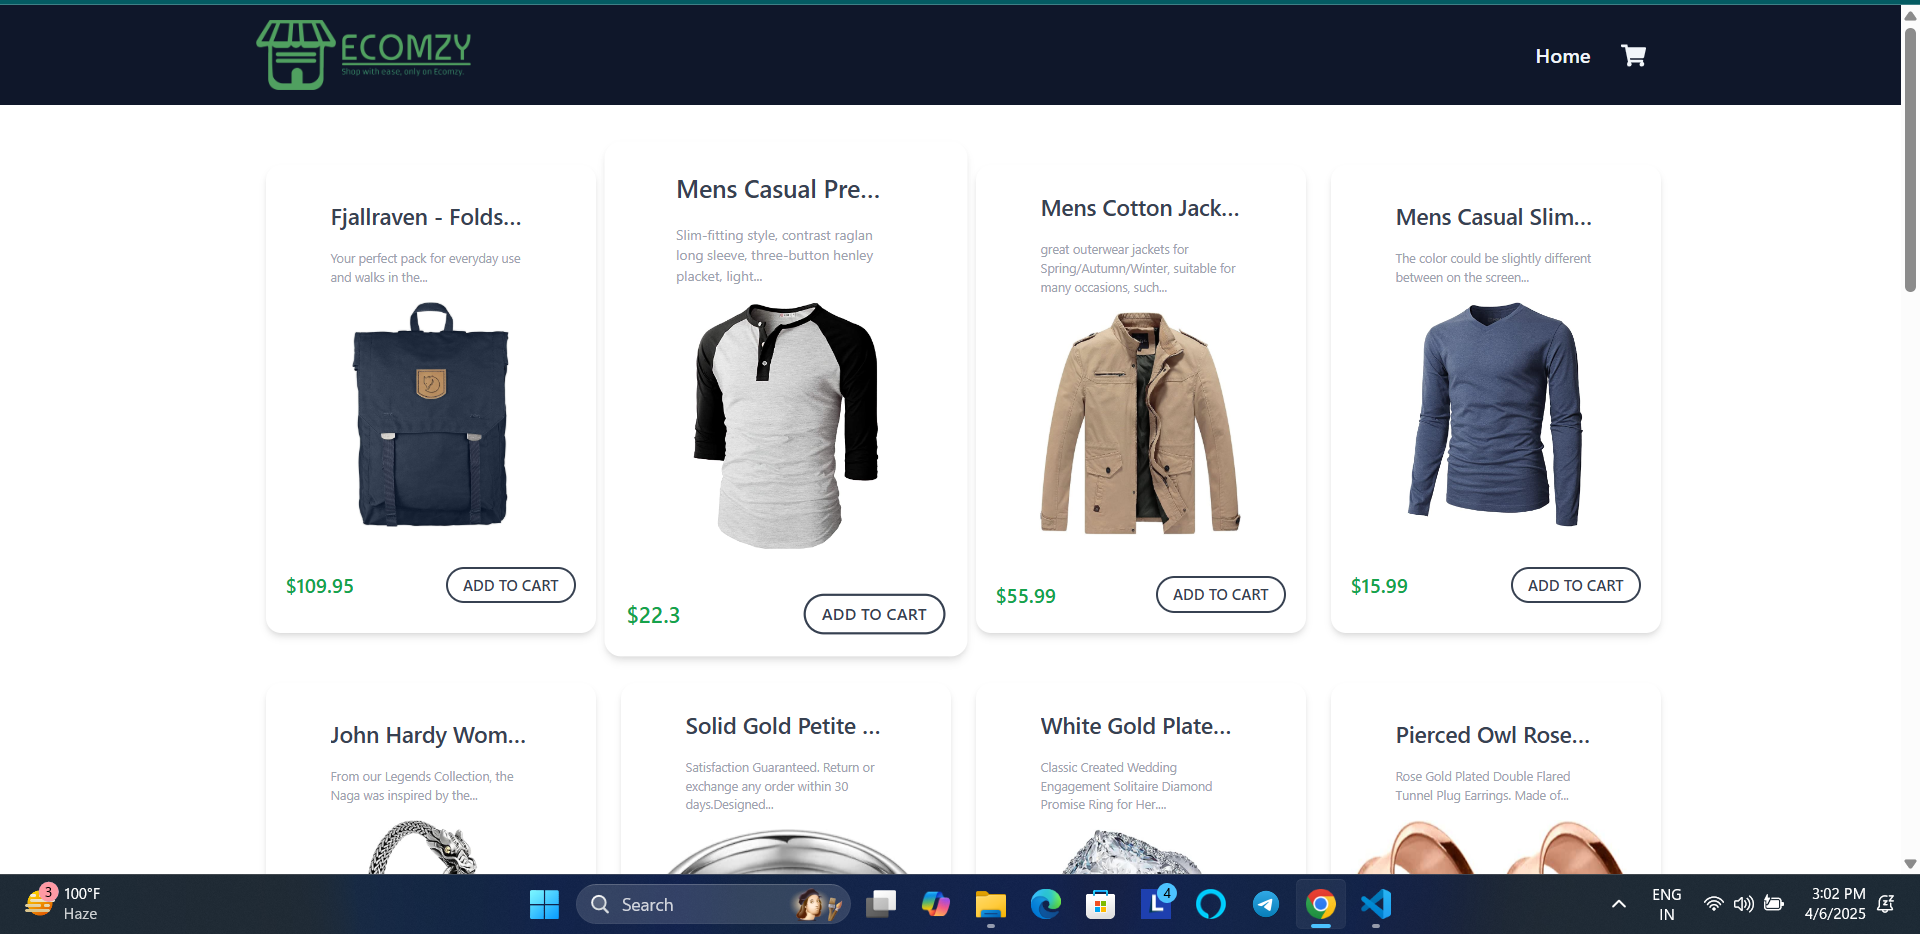 ECOMZY
Shop with ease, only on Ecomzy.
Home
Fjallraven - Folds...
Your perfect pack for everyday use
and walks in the...
$109.95
ADD TO CART
Mens Casual Pre...
Slim-fitting style, contrast raglan
long sleeve, three-button henley
placket, light...
$22.3
ADD TO CART
Mens Cotton Jack...
great outerwear jackets for
Spring/Autumn/Winter, suitable for
many occasions, such...
$55.99
ADD TO CART
Mens Casual Slim...
The color could be slightly different
between on the screen...
$15.99
ADD TO CART
John Hardy Wom...
From our Legends Collection, the
Naga was inspired by the...
Solid Gold Petite ...
Satisfaction Guaranteed. Return or
exchange any order within 30
days.Designed...
White Gold Plate...
Classic Created Wedding
Engagement Solitaire Diamond
Promise Ring for Her....
Pierced Owl Rose...
Rose Gold Plated Double Flared
Tunnel Plug Earrings. Made of...
3
100°F
Haze
Search
L
4
ENG
IN
3:02 PM
4/6/2025